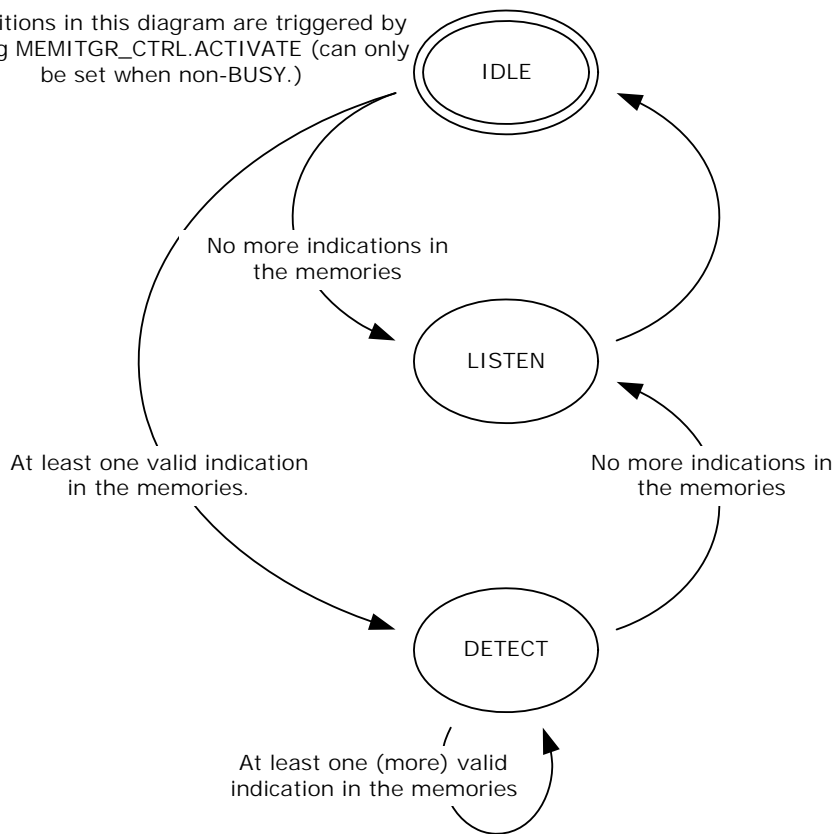 in this diagram are triggered by
MEMITGR_CTRL.ACTIVATE (can only
be set when non-BUSY.)
IDLE
No more indications in
the memories
LISTEN
At least one valid indication
in the memories.
No more indications in
the memories
DETECT
At least one (more) valid
indication in the memories